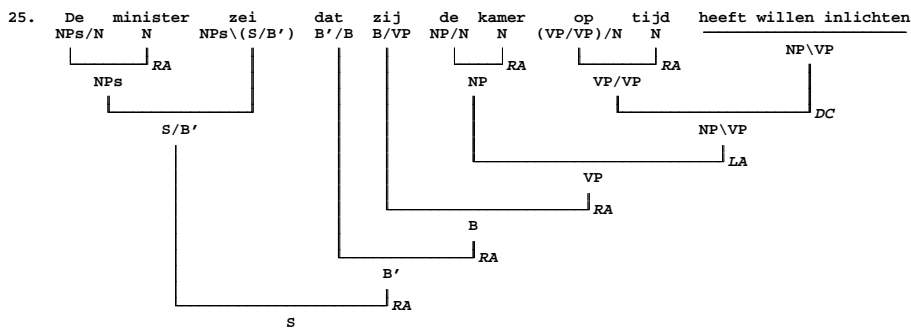 25. De minister zei dat zij de kamer op tijd heeft willen inlichten
NPs/N N NPs\(S/B') B'/B B/VP NP/N N (VP/VP)/N N
NP\VP
RA RA RA
NPs NP VP/VP
DC
S/B' NP\VP
LA
VP
RA
B
RA
B'
RA
S